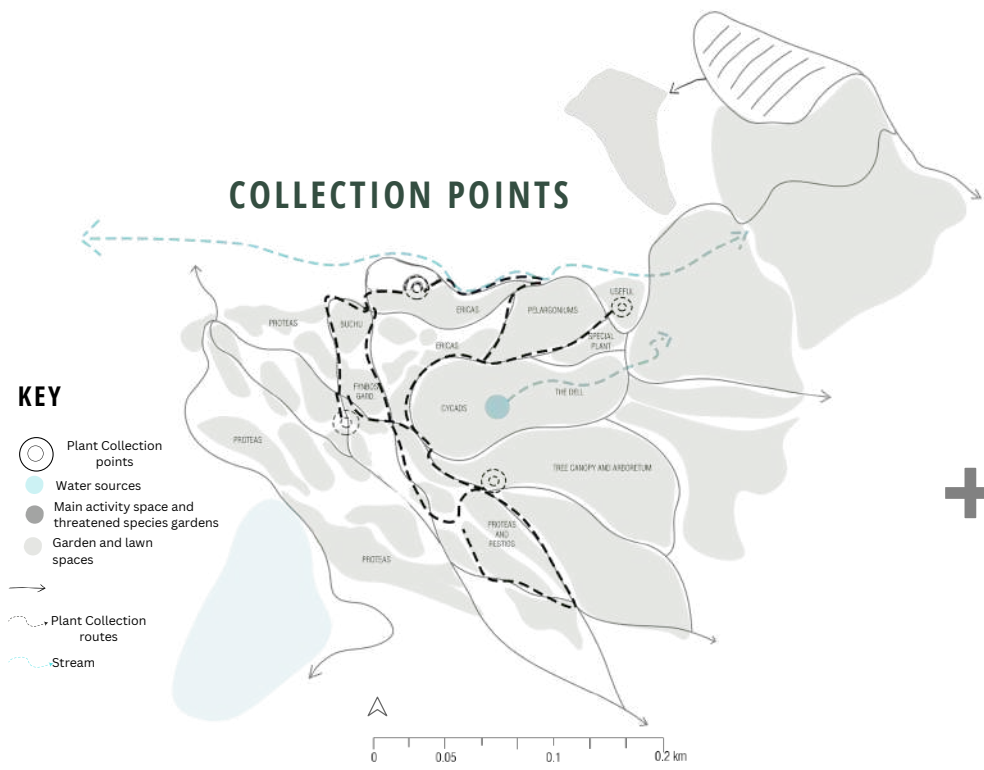 COLLECTION POINTS
USEFUL
ERICAS
PELARGONIUMS
PROTEAS
BUCHU
ERICAS
SPECIAL
PLANT
FYNBOS
GARD.
THE DELL
CYCADS
PROTEAS
TREE CANOPY AND ARBORETUM
PROTEAS
AND
RESTIOS
PROTEAS
KEY
Plant Collection
points
Water sources
Main activity space and
threatened species gardens
Garden and lawn
spaces
Plant Collection
routes
Stream
0 0.05 0.1 0.2 km